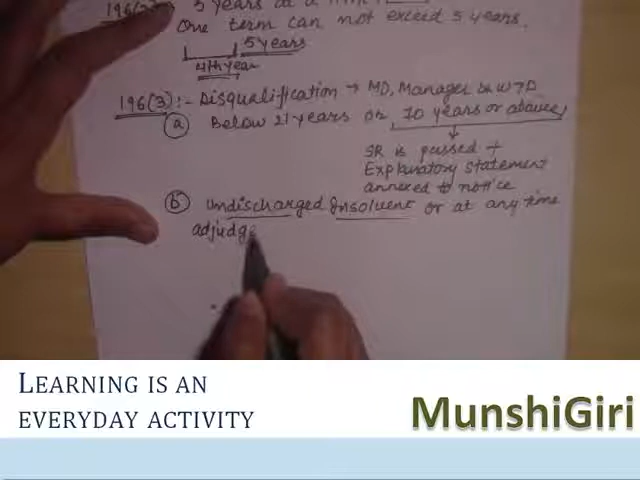 196(2) 5 years at a
One term can not exceed 5 years.
5 years
4th year
196(3):- Disqualification → MD, Manager & WTD
(a) Below 21 years or 70 years or above
SR is passed +
Explanatory statement
annexed to notice
(b) Undischarged Insolvent or at any time
adjudge
LEARNING IS AN
EVERYDAY ACTIVITY
MunshiGiri